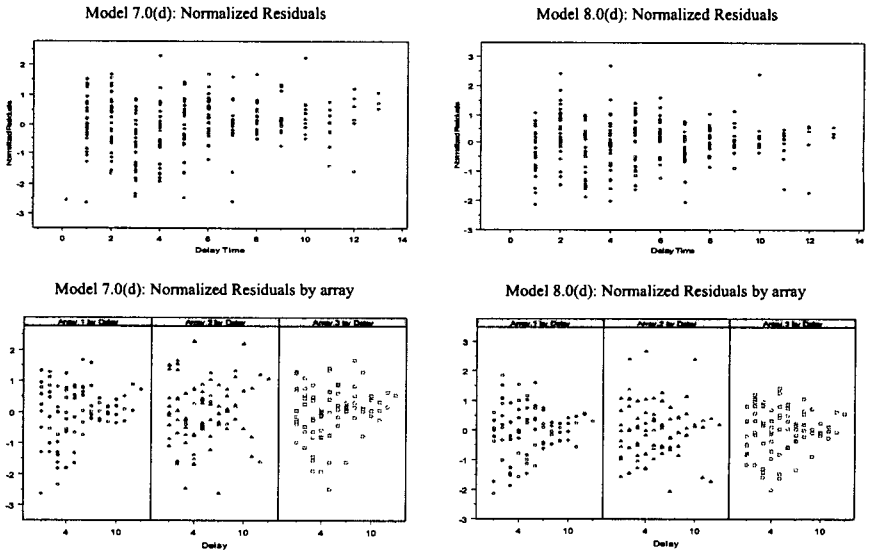 Model 7.0(d): Normalized Residuals
Normalized Residuals
2
1
0
-1
-2
-3
0 2 4 6 8 10 12 14
Delay Time
Model 8.0(d): Normalized Residuals
Normalized Residuals
3
2
1
0
-1
-2
-3
0 2 4 6 8 10 12 14
Delay Time
Model 7.0(d): Normalized Residuals by array
Array.1 by Delay Array.2 by Delay Array.3 by Delay
2
1
0
-1
-2
-3
4 10 4 10 4 10
Delay
Model 8.0(d): Normalized Residuals by array
Array.1 by Delay Array.2 by Delay Array.3 by Delay
3
2
1
0
-1
-2
-3
4 10 4 10 4 10
Delay